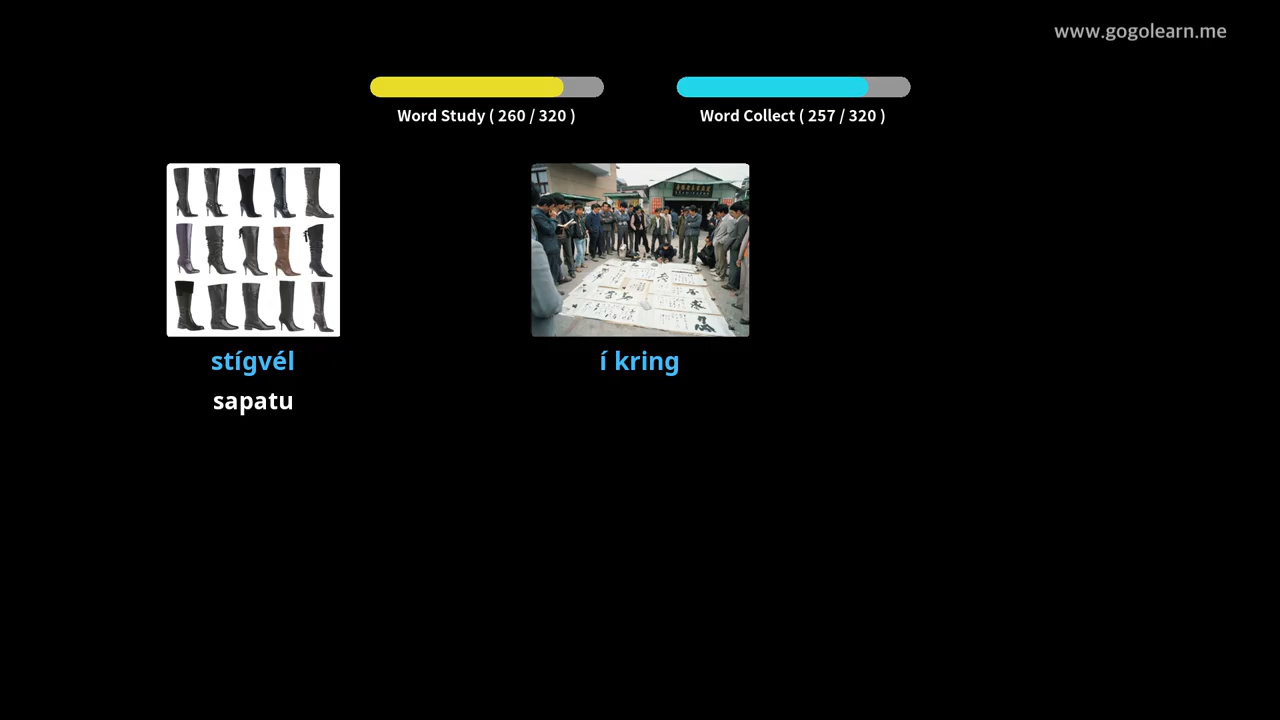 www.gogolearn.me
Word Study ( 260 / 320 )
Word Collect ( 257 / 320 )
stígvél
sapatu
í kring